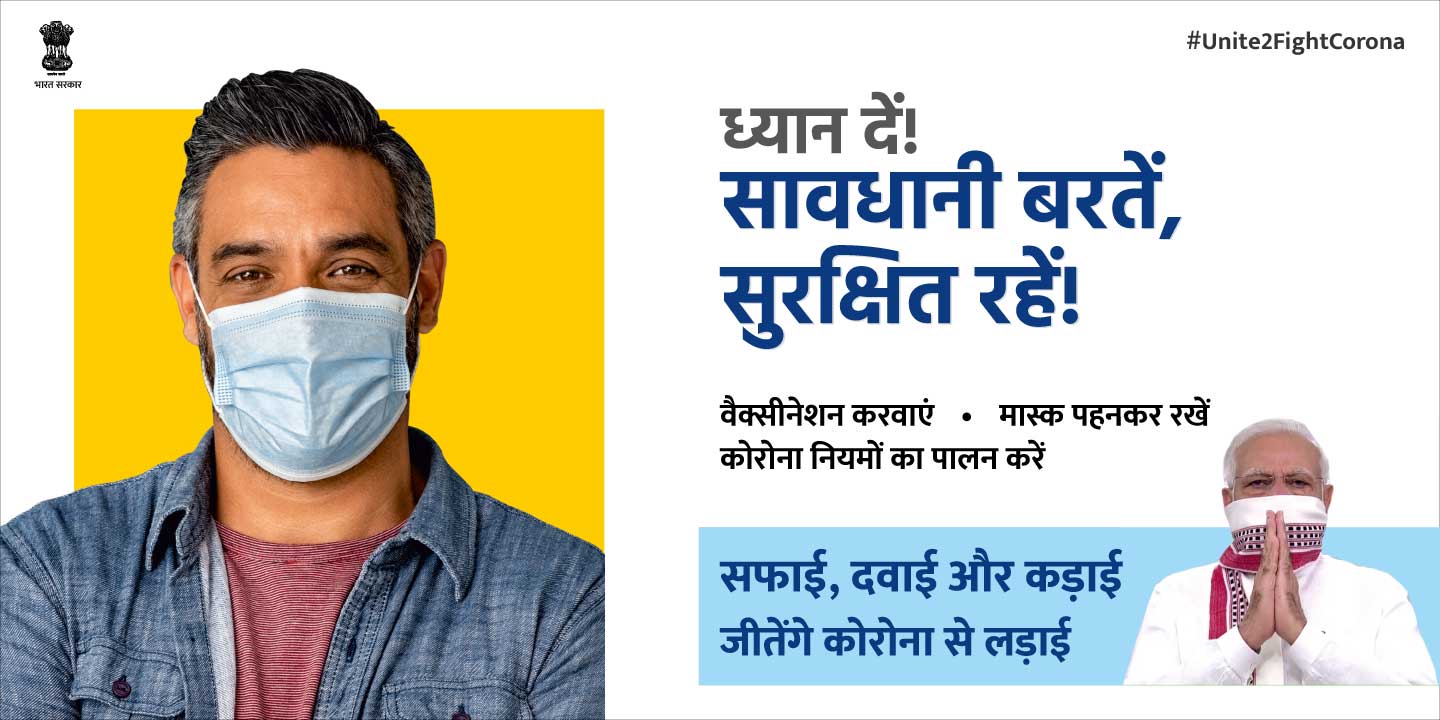 भारत सरकार
#Unite2FightCorona
ध्यान दें!
सावधानी बरतें,
सुरक्षित रहें!
वैक्सीनेशन करवाएं • मास्क पहनकर रखें
कोरोना नियमों का पालन करें
सफाई, दवाई और कड़ाई
जीतेंगे कोरोना से लड़ाई